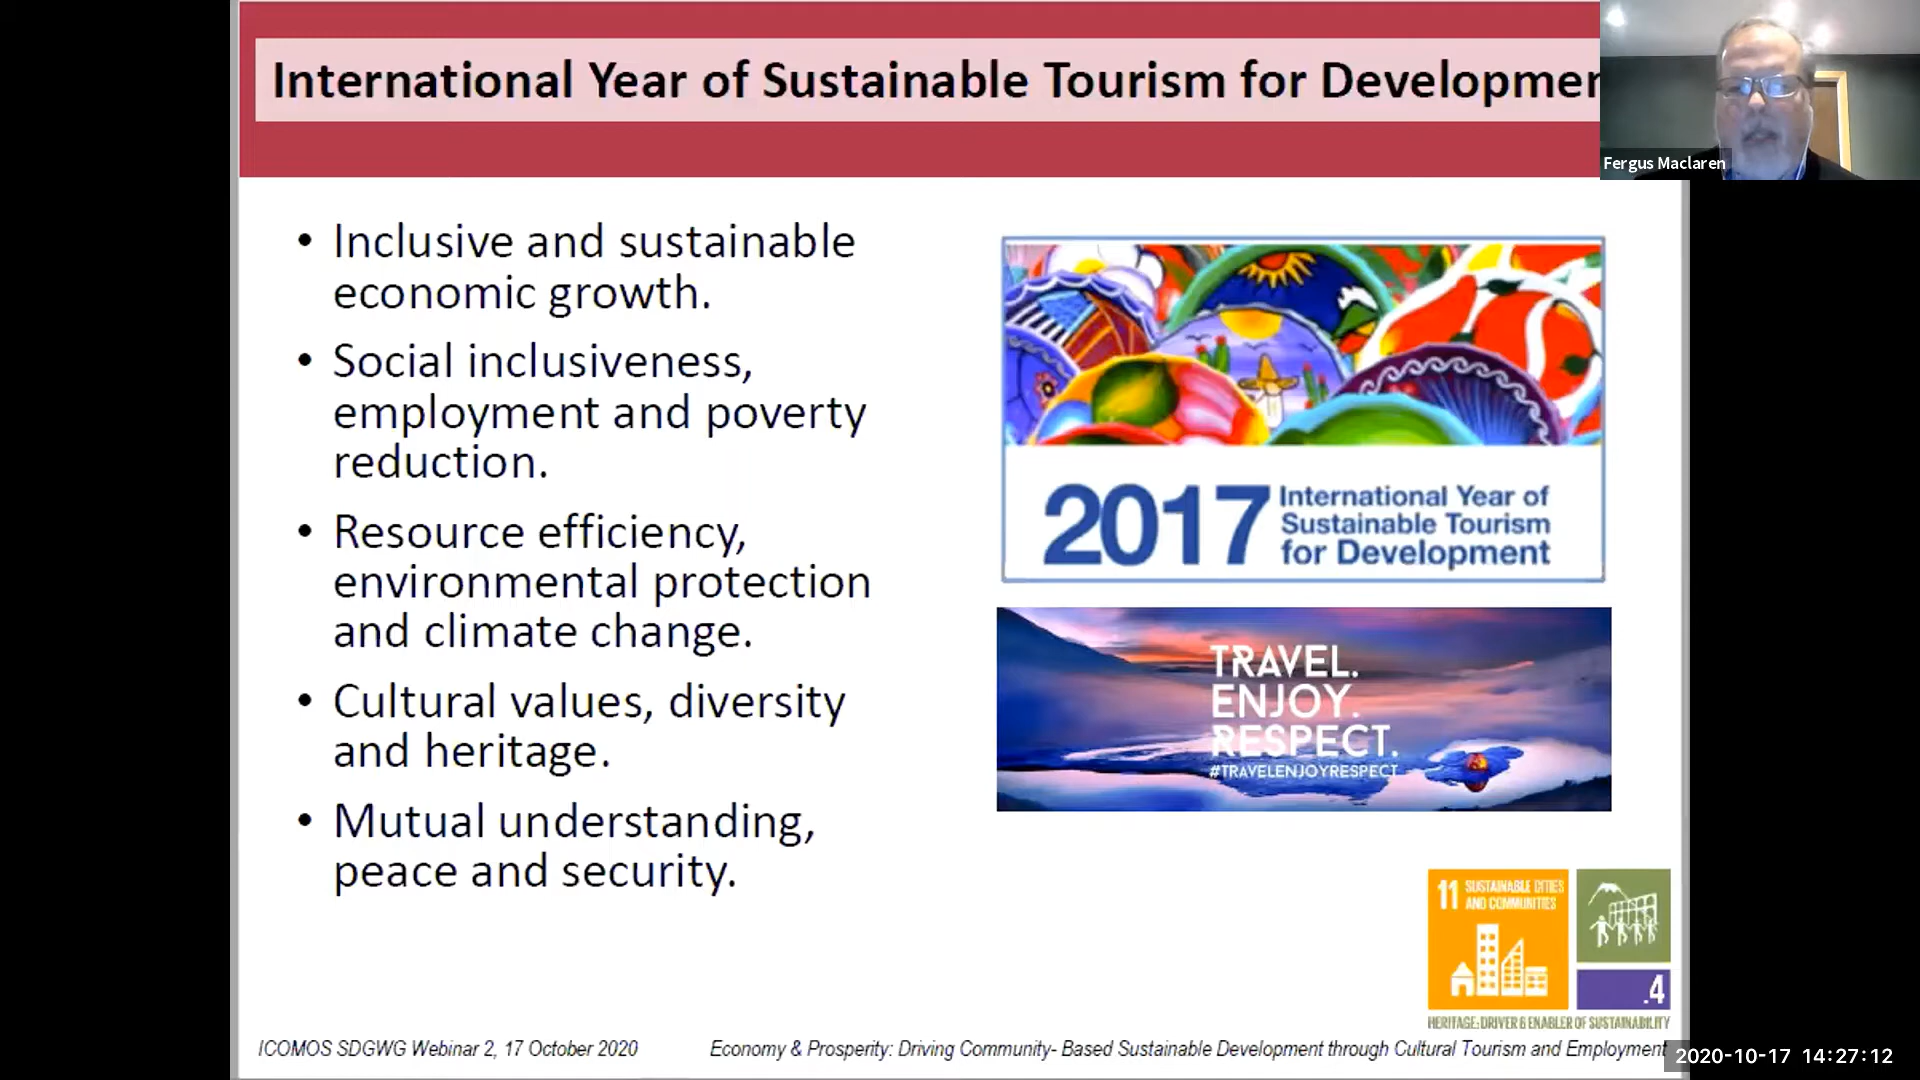 International Year of Sustainable Tourism for Developmen
Fergus Maclaren
• Inclusive and sustainable
economic growth.
• Social inclusiveness,
employment and poverty
reduction.
• Resource efficiency,
environmental protection
and climate change.
• Cultural values, diversity
and heritage.
• Mutual understanding,
peace and security.
2017
International Year of
Sustainable Tourism
for Development
TRAVEL.
ENJOY.
RESPECT.
#TRAVELENJOYRESPECT
11 SUSTAINABLE CITIES
AND COMMUNITIES
.4
HERITAGE: DRIVER & ENABLER OF SUSTAINABILITY
ICOMOS SDGWG Webinar 2, 17 October 2020
Economy & Prosperity: Driving Community- Based Sustainable Development through Cultural Tourism and Employment
2020-10-17 14:27:12